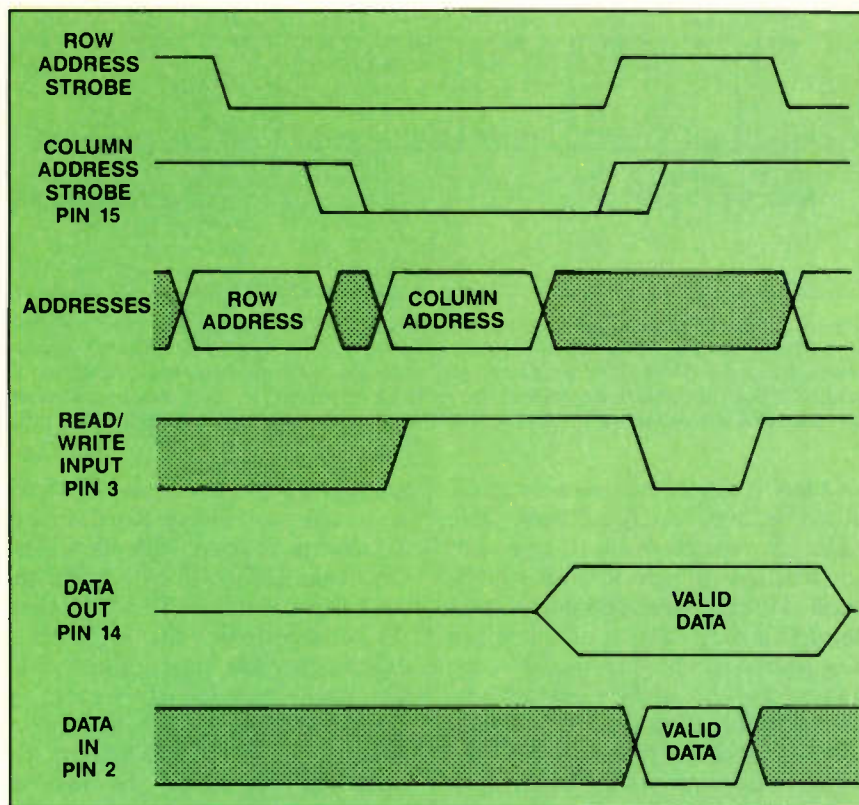 ROW
ADDRESS
STROBE
COLUMN
ADDRESS
STROBE
PIN 15
ADDRESSES
ROW
ADDRESS
COLUMN
ADDRESS
READ/
WRITE
INPUT
PIN 3
DATA
OUT
PIN 14
VALID
DATA
DATA
IN
PIN 2
VALID
DATA